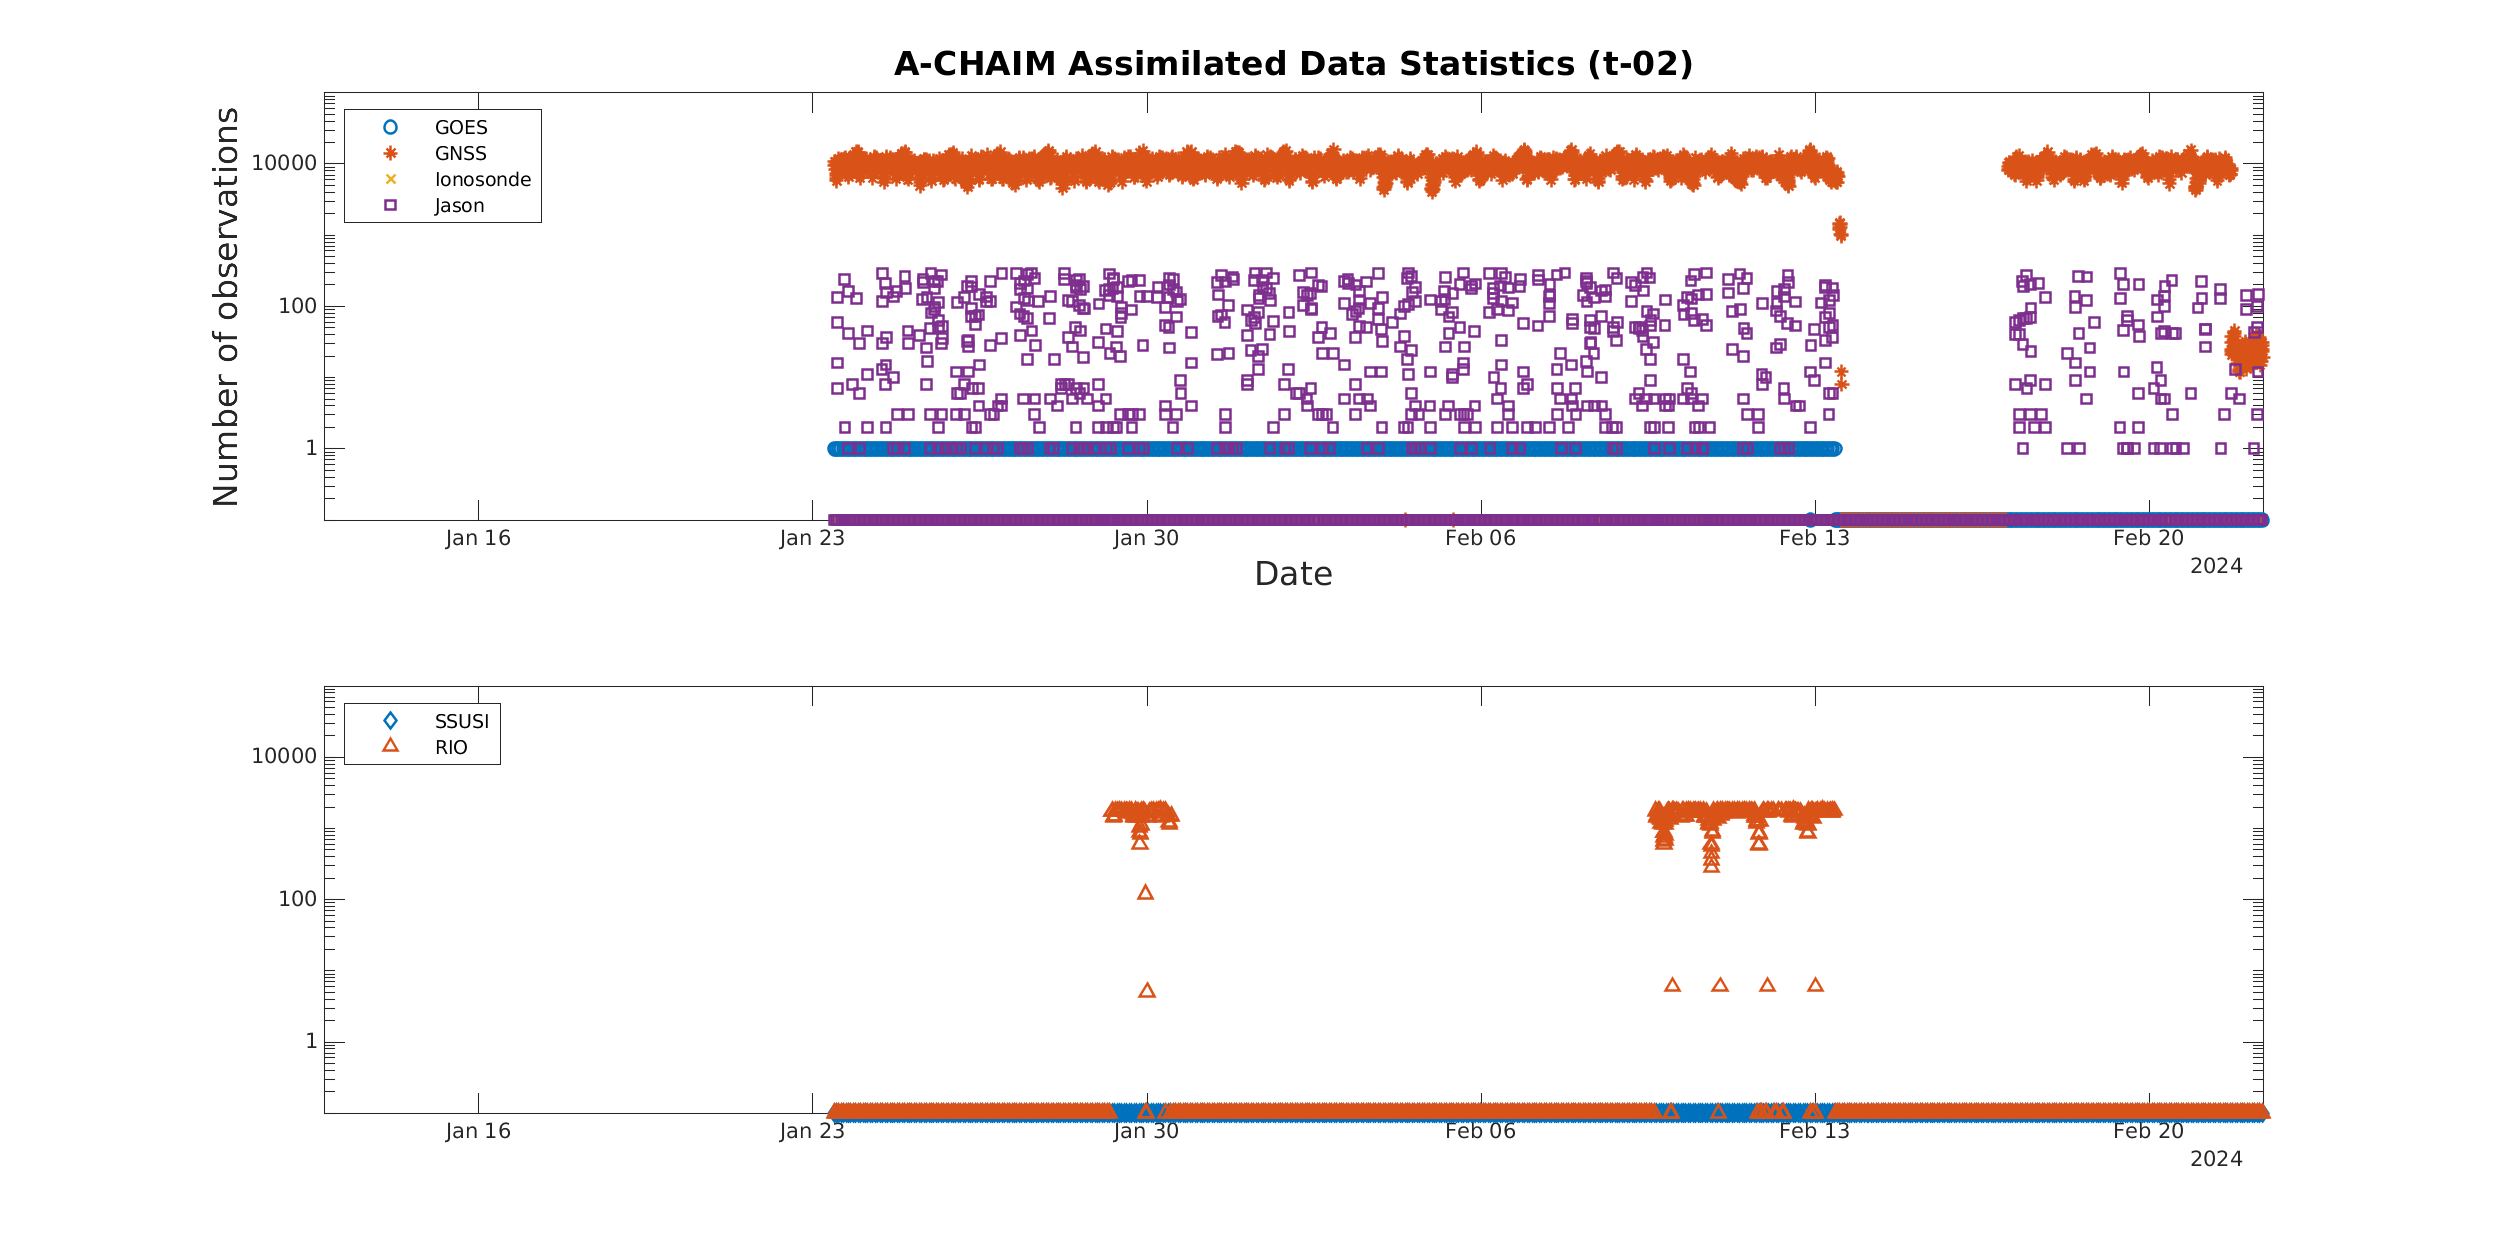 A-CHAIM Assimilated Data Statistics (t-02)
Number of observations
GOES
GNSS
Ionosonde
Jason
10000
100
1
Jan 16
Jan 23
Jan 30
Feb 06
Feb 13
Feb 20
2024
Date
SSUSI
RIO
10000
100
1
Jan 16
Jan 23
Jan 30
Feb 06
Feb 13
Feb 20
2024